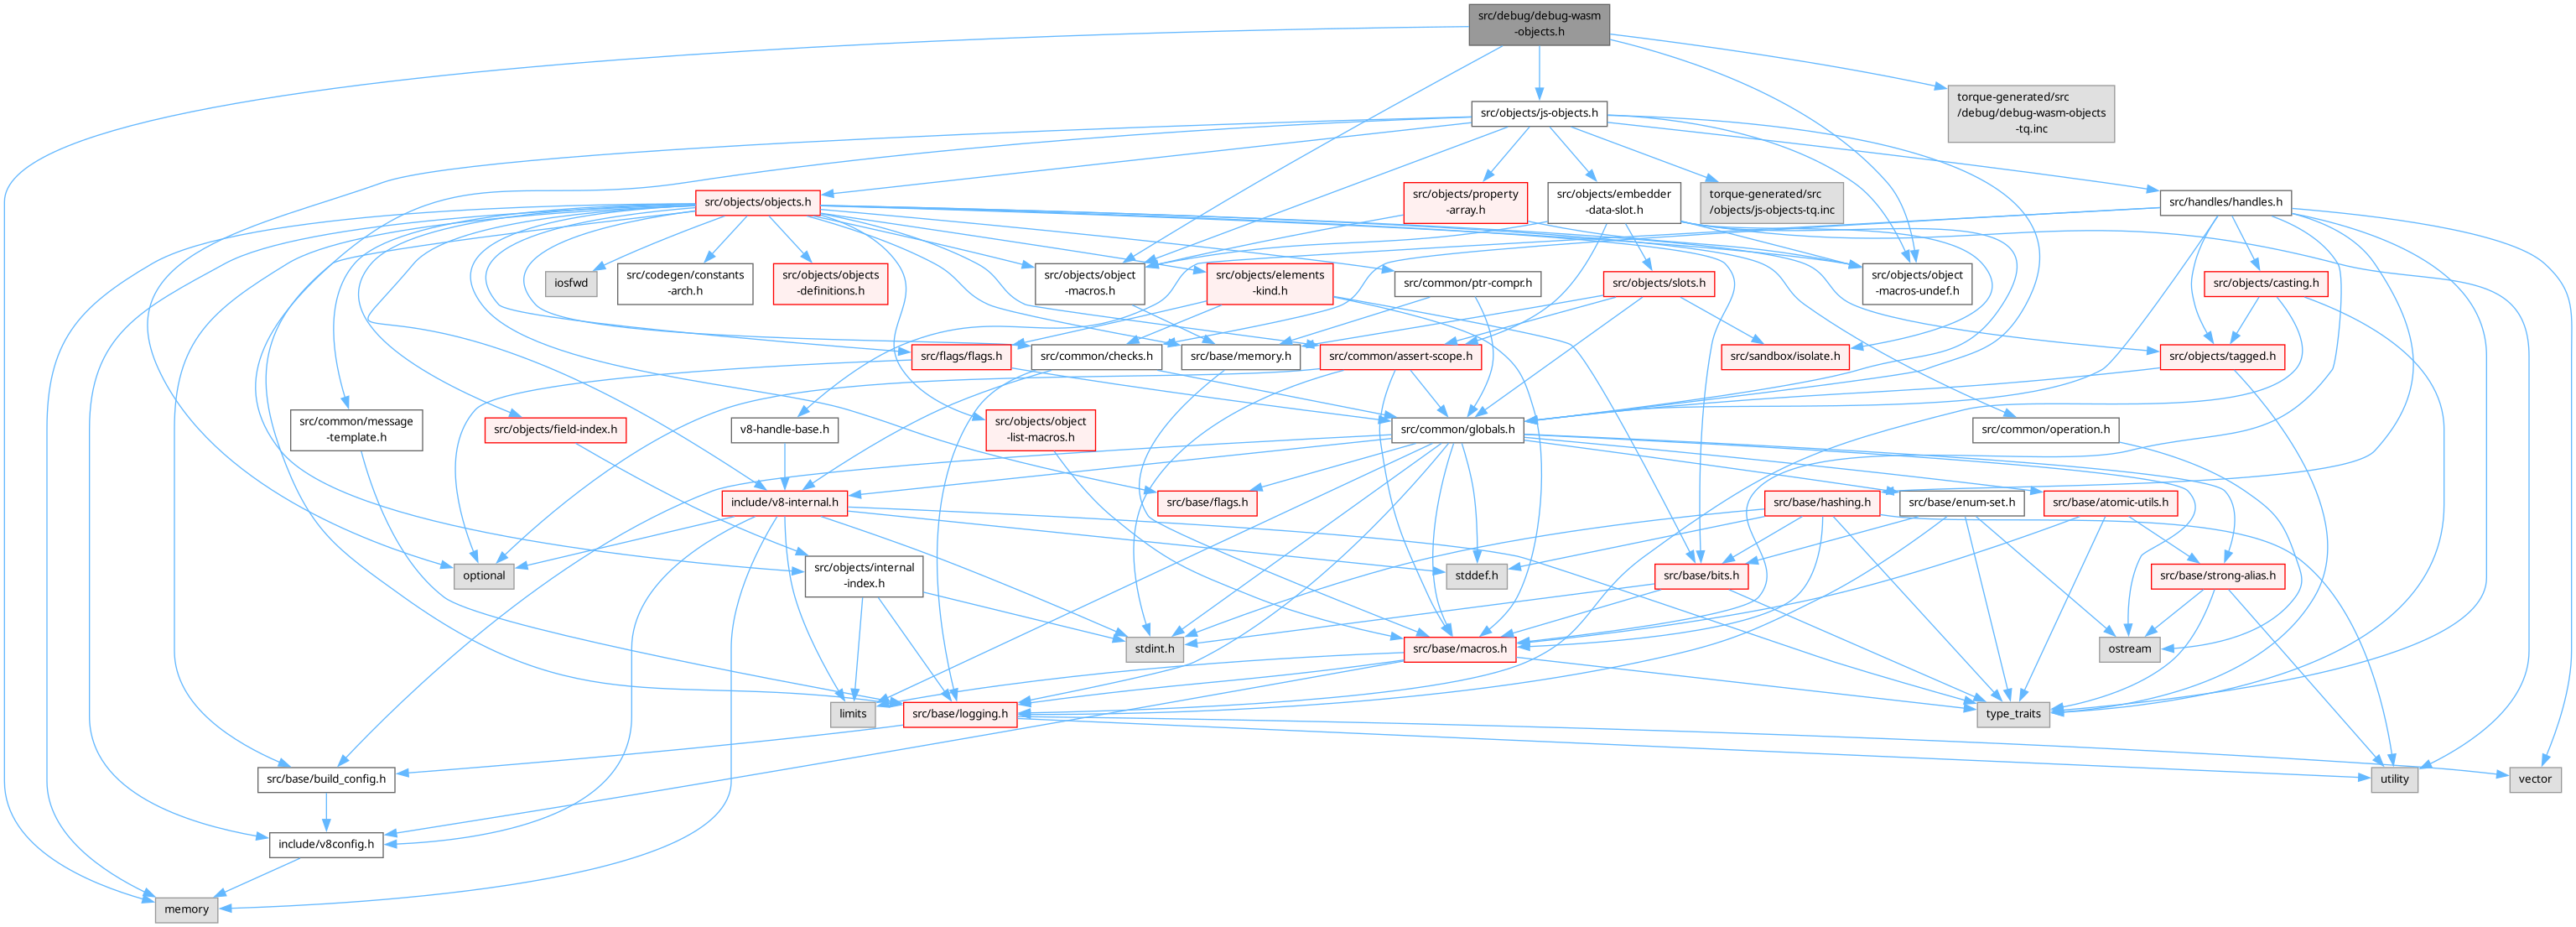 src/debug/debug-wasm
-objects.h
torque-generated/src
/debug/debug-wasm-objects
-tq.inc
src/objects/js-objects.h
src/objects/objects.h
src/objects/property
-array.h
src/objects/embedder
-data-slot.h
torque-generated/src
/objects/js-objects-tq.inc
src/handles/handles.h
iosfwd
src/codegen/constants
-arch.h
src/objects/objects
-definitions.h
src/objects/object
-macros.h
src/objects/elements
-kind.h
src/common/ptr-compr.h
src/objects/slots.h
src/objects/object
-macros-undef.h
src/objects/casting.h
src/flags/flags.h
src/common/checks.h
src/base/memory.h
src/common/assert-scope.h
src/sandbox/isolate.h
src/objects/tagged.h
src/common/message
-template.h
src/objects/field-index.h
v8-handle-base.h
src/objects/object
-list-macros.h
src/common/globals.h
src/common/operation.h
include/v8-internal.h
src/base/flags.h
src/base/hashing.h
src/base/enum-set.h
src/base/atomic-utils.h
optional
src/objects/internal
-index.h
stddef.h
src/base/bits.h
src/base/strong-alias.h
stdint.h
src/base/macros.h
ostream
limits
src/base/logging.h
type_traits
src/base/build_config.h
utility
vector
include/v8config.h
memory